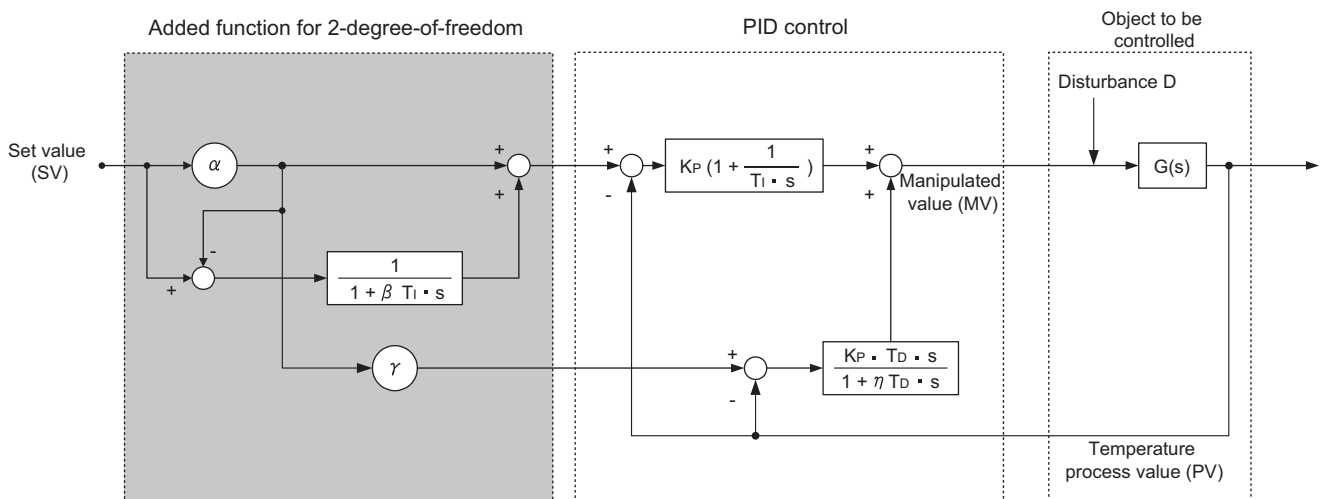 Added function for 2-degree-of-freedom
PID control
Object to be
controlled
Disturbance D
Set value
(SV)
α
+
+
+
-
KP (1 + 1 / TI・s )
+
+
Manipulated
value (MV)
G(s)
-
+
1
1 + β TI・s
γ
+
-
KP・TD・s
1 + η TD・s
Temperature
process value (PV)